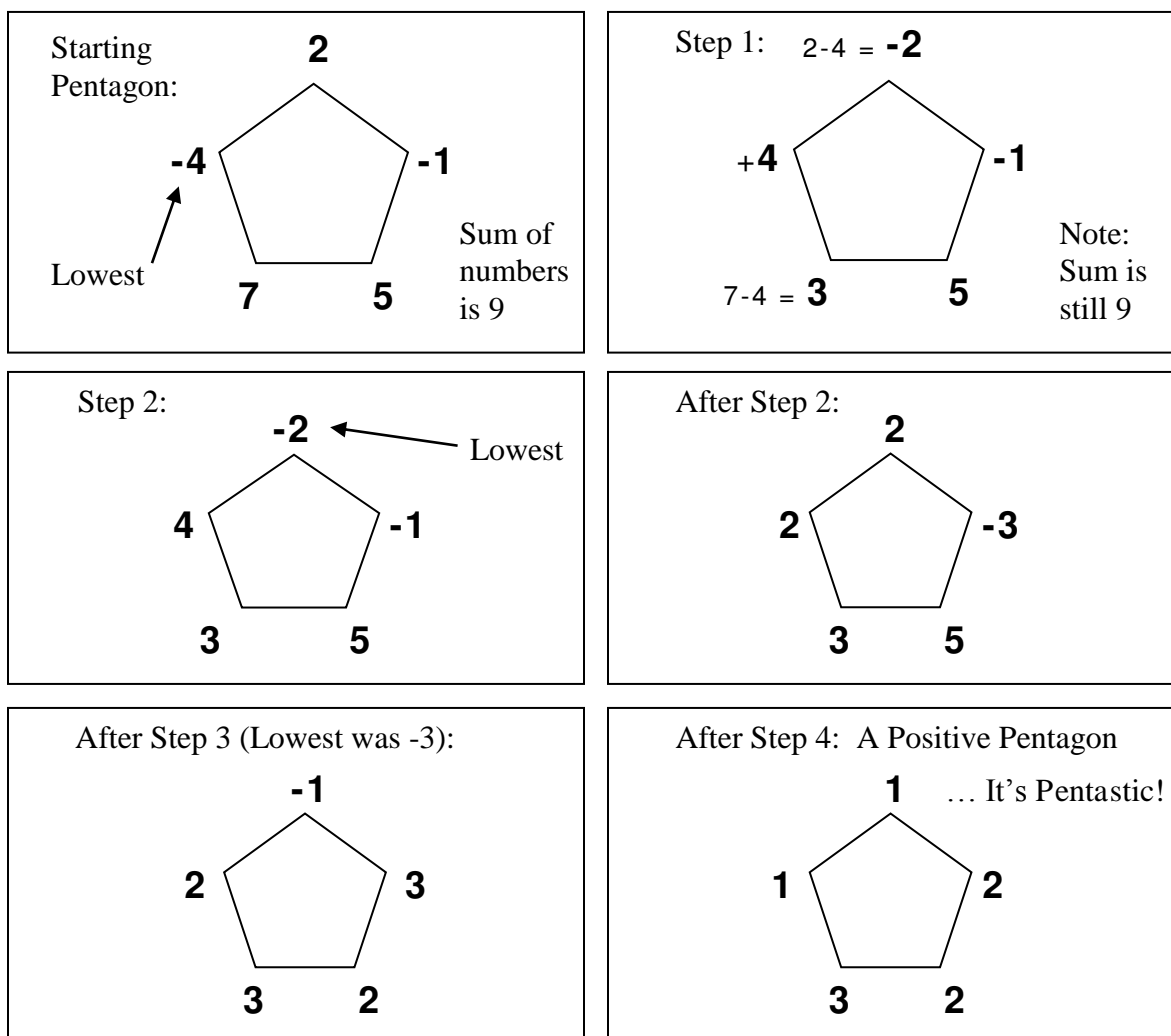 Starting
Pentagon:
2
-4
-1
Lowest
7
5
Sum of
numbers
is 9
Step 1:
2-4 = -2
+4
-1
7-4 = 3
5
Note:
Sum is
still 9
Step 2:
-2
Lowest
4
-1
3
5
After Step 2:
2
2
-3
3
5
After Step 3 (Lowest was -3):
-1
2
3
3
2
After Step 4: A Positive Pentagon
1
… It’s Pentastic!
1
2
3
2